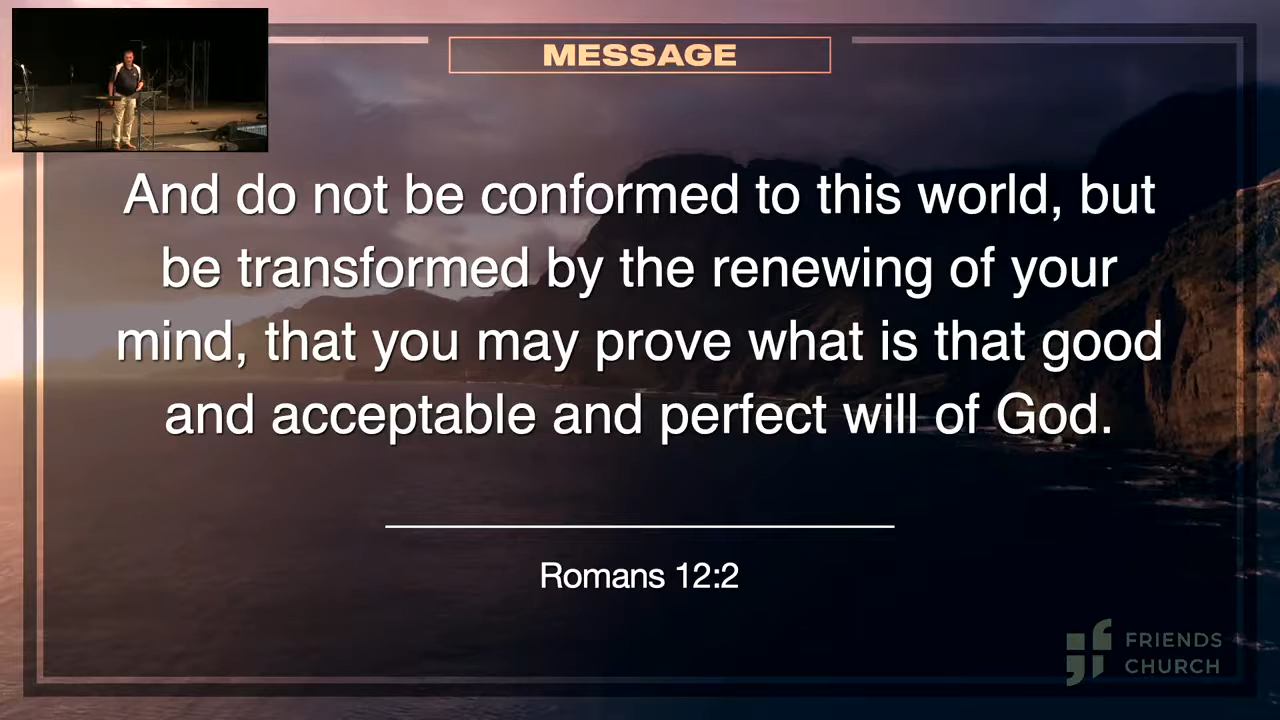 MESSAGE
And do not be conformed to this world, but
be transformed by the renewing of your
mind, that you may prove what is that good
and acceptable and perfect will of God.
Romans 12:2
FRIENDS
CHURCH